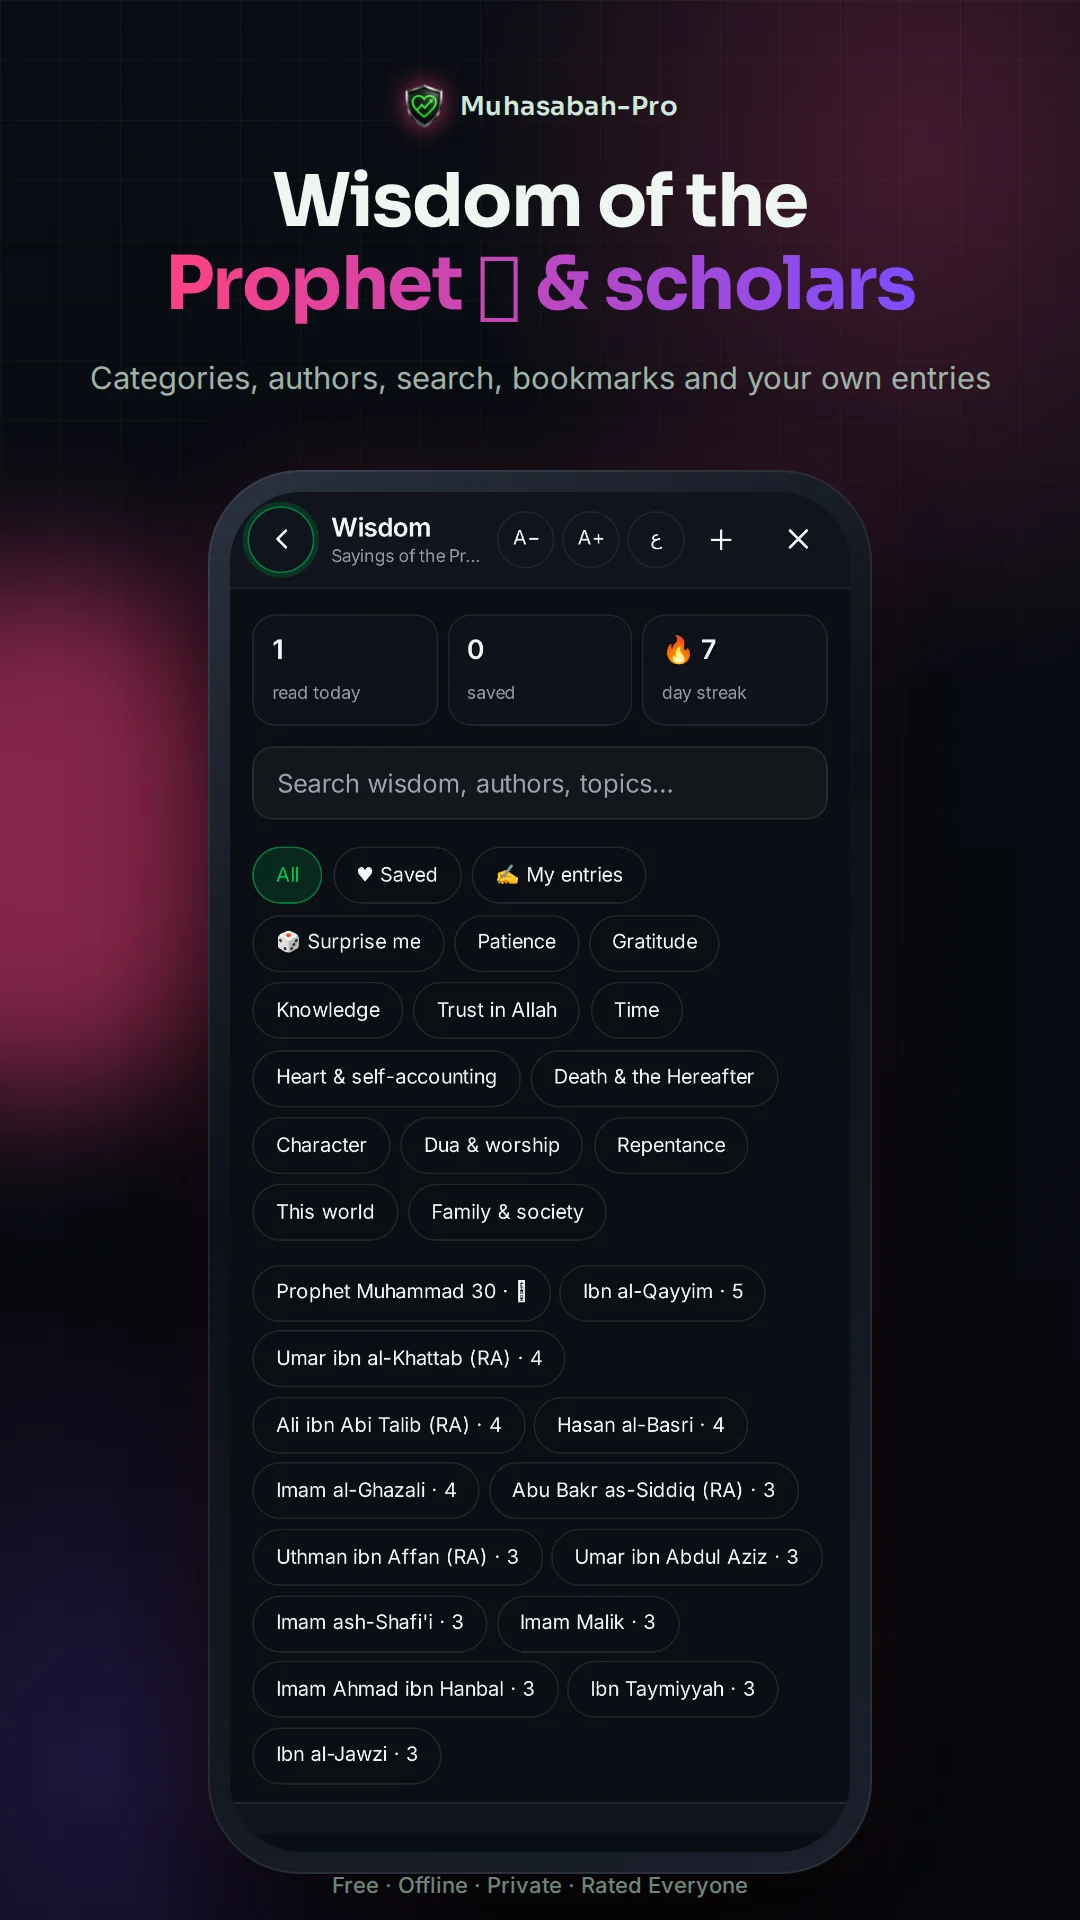 Muhasabah-Pro
Wisdom of the
Prophet & scholars
Categories, authors, search, bookmarks and your own entries
Wisdom
Sayings of the Pr...
A−
A+
ع
1
read today
0
saved
🔥 7
day streak
Search wisdom, authors, topics...
All
♥ Saved
✍️ My entries
🎲 Surprise me
Patience
Gratitude
Knowledge
Trust in Allah
Time
Heart & self-accounting
Death & the Hereafter
Character
Dua & worship
Repentance
This world
Family & society
Prophet Muhammad 30 ·
Ibn al-Qayyim · 5
Umar ibn al-Khattab (RA) · 4
Ali ibn Abi Talib (RA) · 4
Hasan al-Basri · 4
Imam al-Ghazali · 4
Abu Bakr as-Siddiq (RA) · 3
Uthman ibn Affan (RA) · 3
Umar ibn Abdul Aziz · 3
Imam ash-Shafi'i · 3
Imam Malik · 3
Imam Ahmad ibn Hanbal · 3
Ibn Taymiyyah · 3
Ibn al-Jawzi · 3
Free · Offline · Private · Rated Everyone